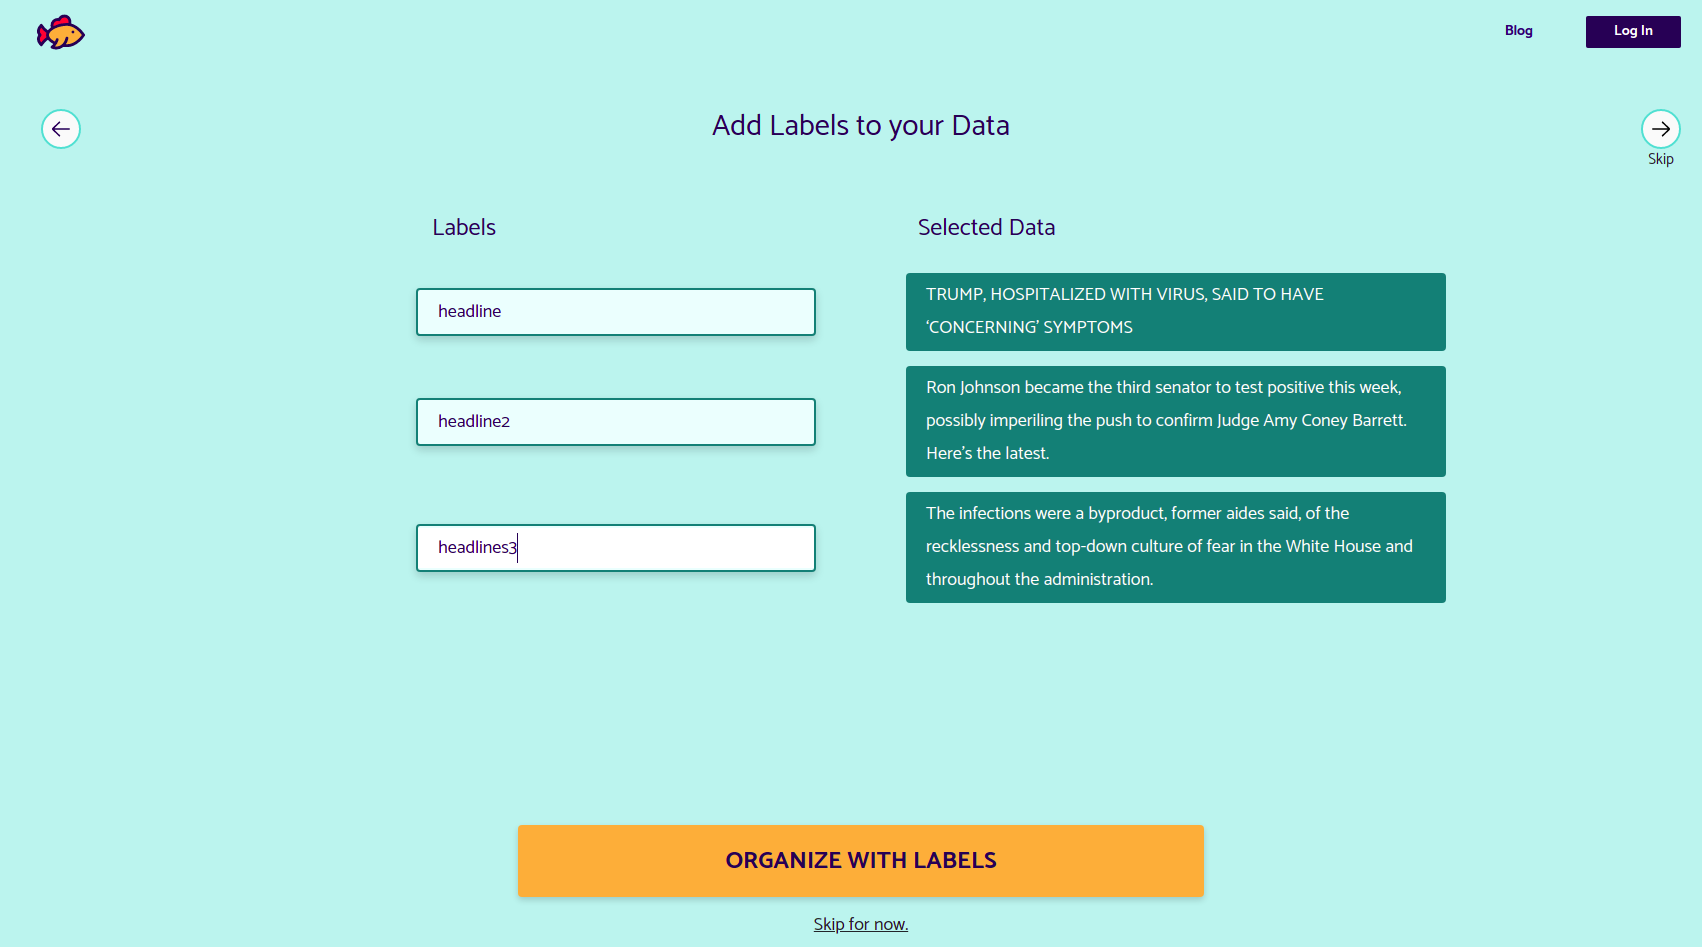 Blog
Log In
Add Labels to your Data
Skip
Labels
Selected Data
headline
TRUMP, HOSPITALIZED WITH VIRUS, SAID TO HAVE
‘CONCERNING’ SYMPTOMS
headline2
Ron Johnson became the third senator to test positive this week,
possibly imperiling the push to confirm Judge Amy Coney Barrett.
Here’s the latest.
headlines3
The infections were a byproduct, former aides said, of the
recklessness and top-down culture of fear in the White House and
throughout the administration.
ORGANIZE WITH LABELS
Skip for now.